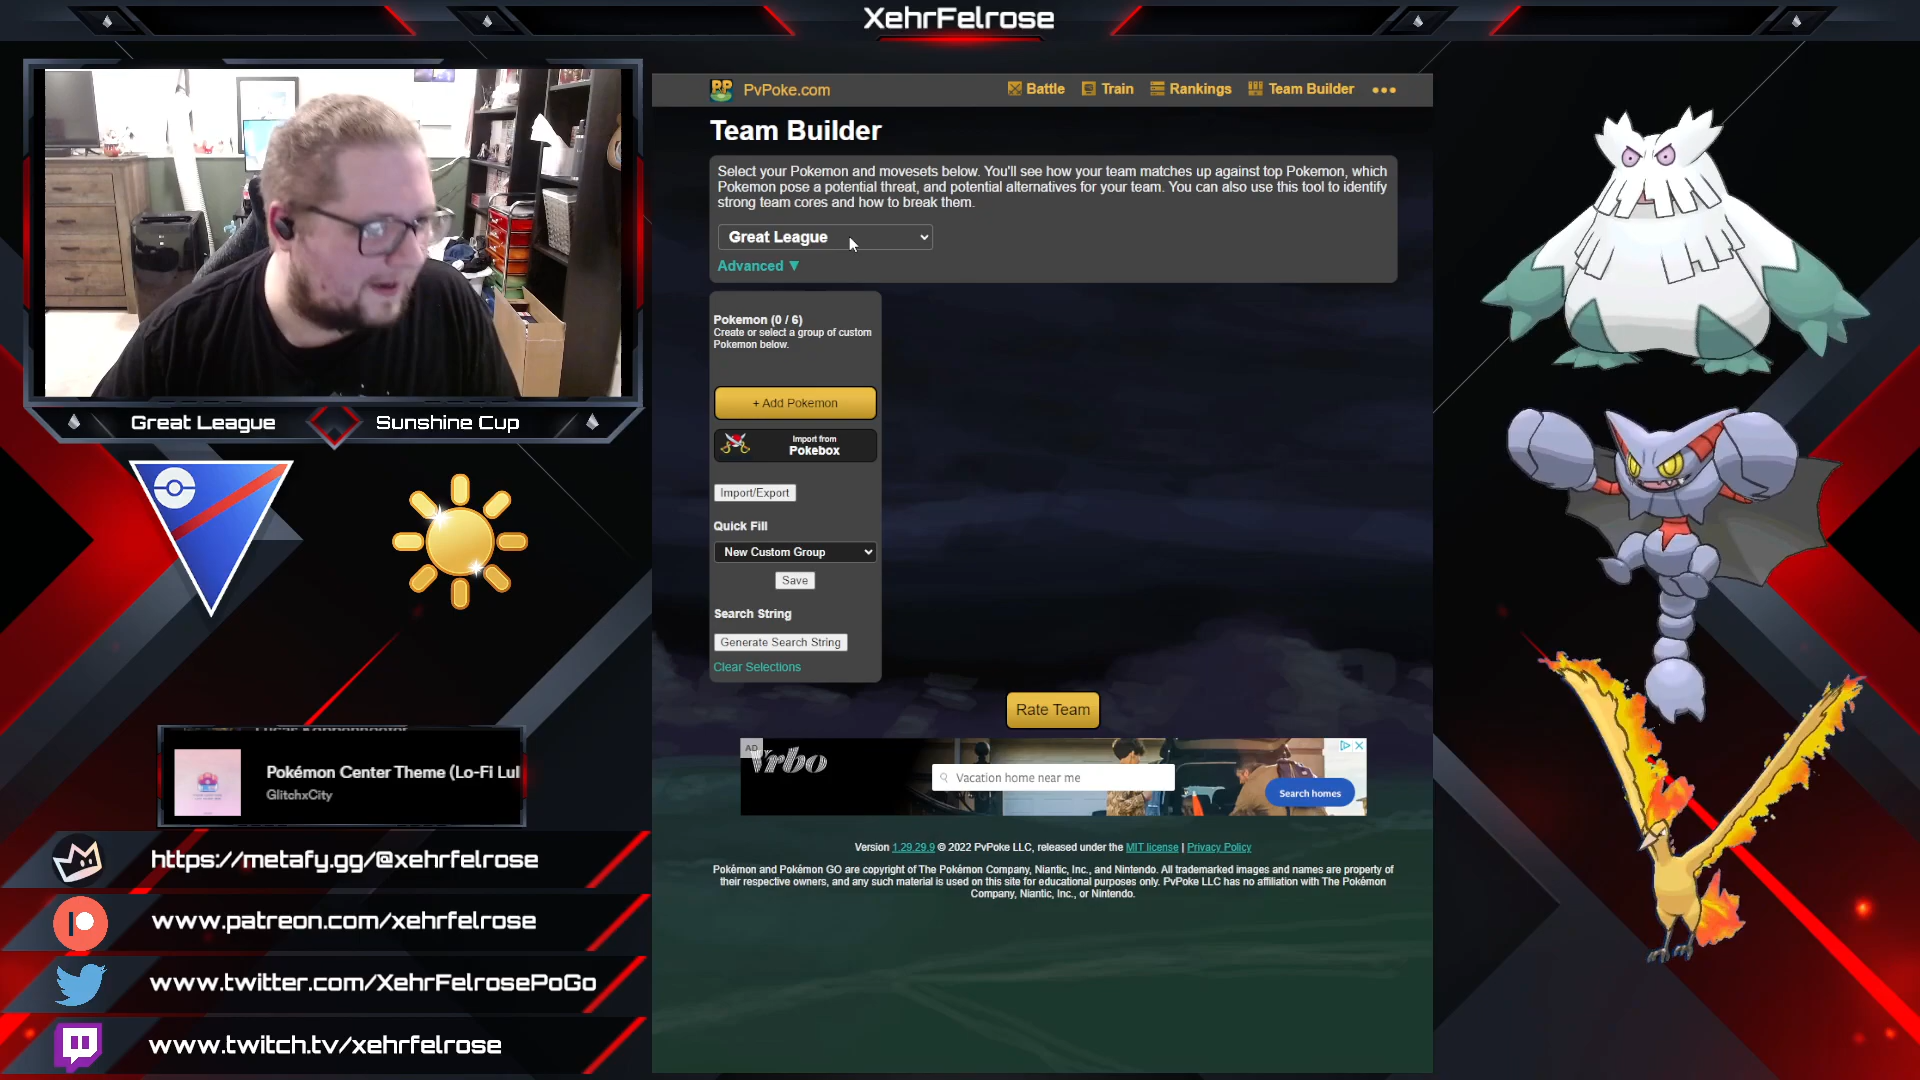 XehrFelrose
PvPoke.com
Battle
Train
Rankings
Team Builder
Team Builder
Select your Pokemon and movesets below. You'll see how your team matches up against top Pokemon, which
Pokemon pose a potential threat, and potential alternatives for your team. You can also use this tool to identify
strong team cores and how to break them.
Great League
Advanced ▼
Pokemon (0 / 6)
Create or select a group of custom
Pokemon below.
+ Add Pokemon
Import from
Pokebox
Import/Export
Quick Fill
New Custom Group
Save
Search String
Generate Search String
Clear Selections
Rate Team
AD
Vrbo
Vacation home near me
Search homes
Version 1.29.29.9 © 2022 PvPoke LLC, released under the MIT license | Privacy Policy
Pokémon and Pokémon GO are copyright of The Pokémon Company, Niantic, Inc., and Nintendo. All trademarked images and names are property of
their respective owners, and any such material is used on this site for educational purposes only. PvPoke LLC has no affiliation with The Pokémon
Company, Niantic, Inc., or Nintendo.
Great League
Sunshine Cup
Pokémon Center Theme (Lo-Fi Lul
GlitchxCity
https://metafy.gg/@xehrfelrose
www.patreon.com/xehrfelrose
www.twitter.com/XehrFelrosePoGo
www.twitch.tv/xehrfelrose